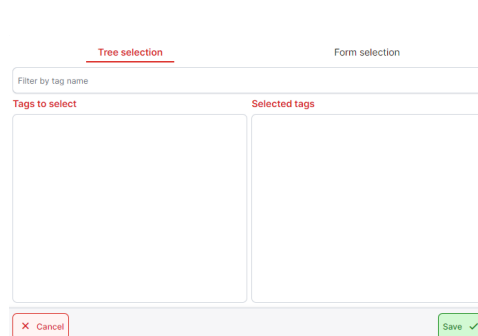 Tree selection
Form selection
Filter by tag name
Tags to select
Selected tags
Cancel
Save